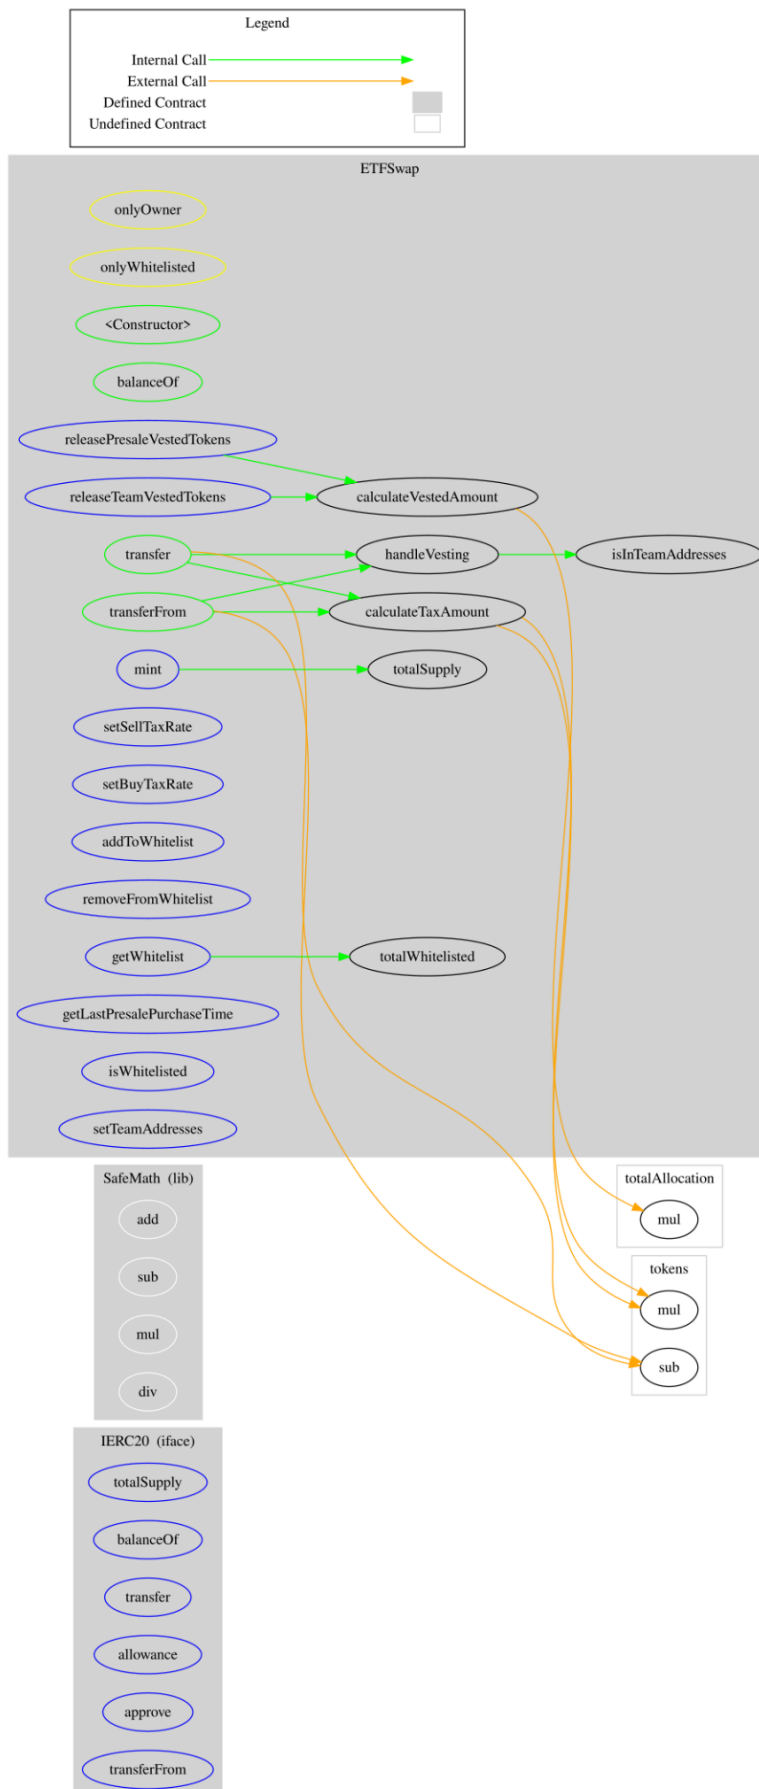 Legend
Internal Call
External Call
Defined Contract
Undefined Contract
ETFSwap
onlyOwner
onlyWhitelisted
<Constructor>
balanceOf
releasePresaleVestedTokens
releaseTeamVestedTokens
calculateVestedAmount
transfer
handleVesting
isInTeamAddresses
transferFrom
calculateTaxAmount
mint
totalSupply
setSellTaxRate
setBuyTaxRate
addToWhitelist
removeFromWhitelist
getWhitelist
totalWhitelisted
getLastPresalePurchaseTime
isWhitelisted
setTeamAddresses
SafeMath (lib)
add
sub
mul
div
totalAllocation
mul
tokens
mul
sub
IERC20 (iface)
totalSupply
balanceOf
transfer
allowance
approve
transferFrom